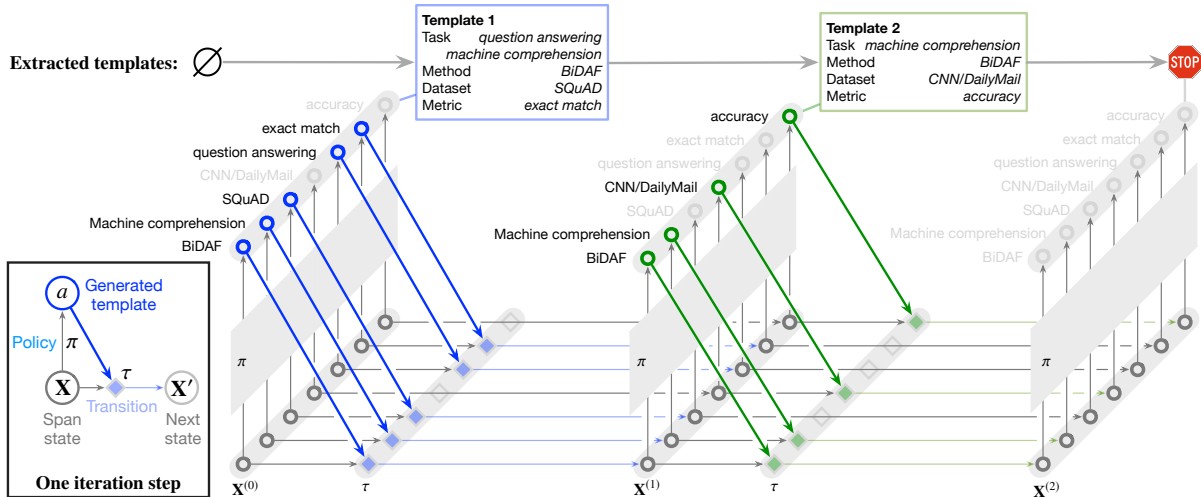 Extracted templates:
∅
Template 1
Task question answering
machine comprehension
Method BiDAF
Dataset SQuAD
Metric exact match
Template 2
Task machine comprehension
Method BiDAF
Dataset CNN/DailyMail
Metric accuracy
STOP
accuracy
exact match
question answering
CNN/DailyMail
SQuAD
Machine comprehension
BiDAF
π
X(0)
τ
accuracy
exact match
question answering
CNN/DailyMail
SQuAD
Machine comprehension
BiDAF
π
X(1)
τ
accuracy
exact match
question answering
CNN/DailyMail
SQuAD
Machine comprehension
BiDAF
π
X(2)
a
Generated
template
Policy
π
τ
X
X′
Transition
Span
state
Next
state
One iteration step